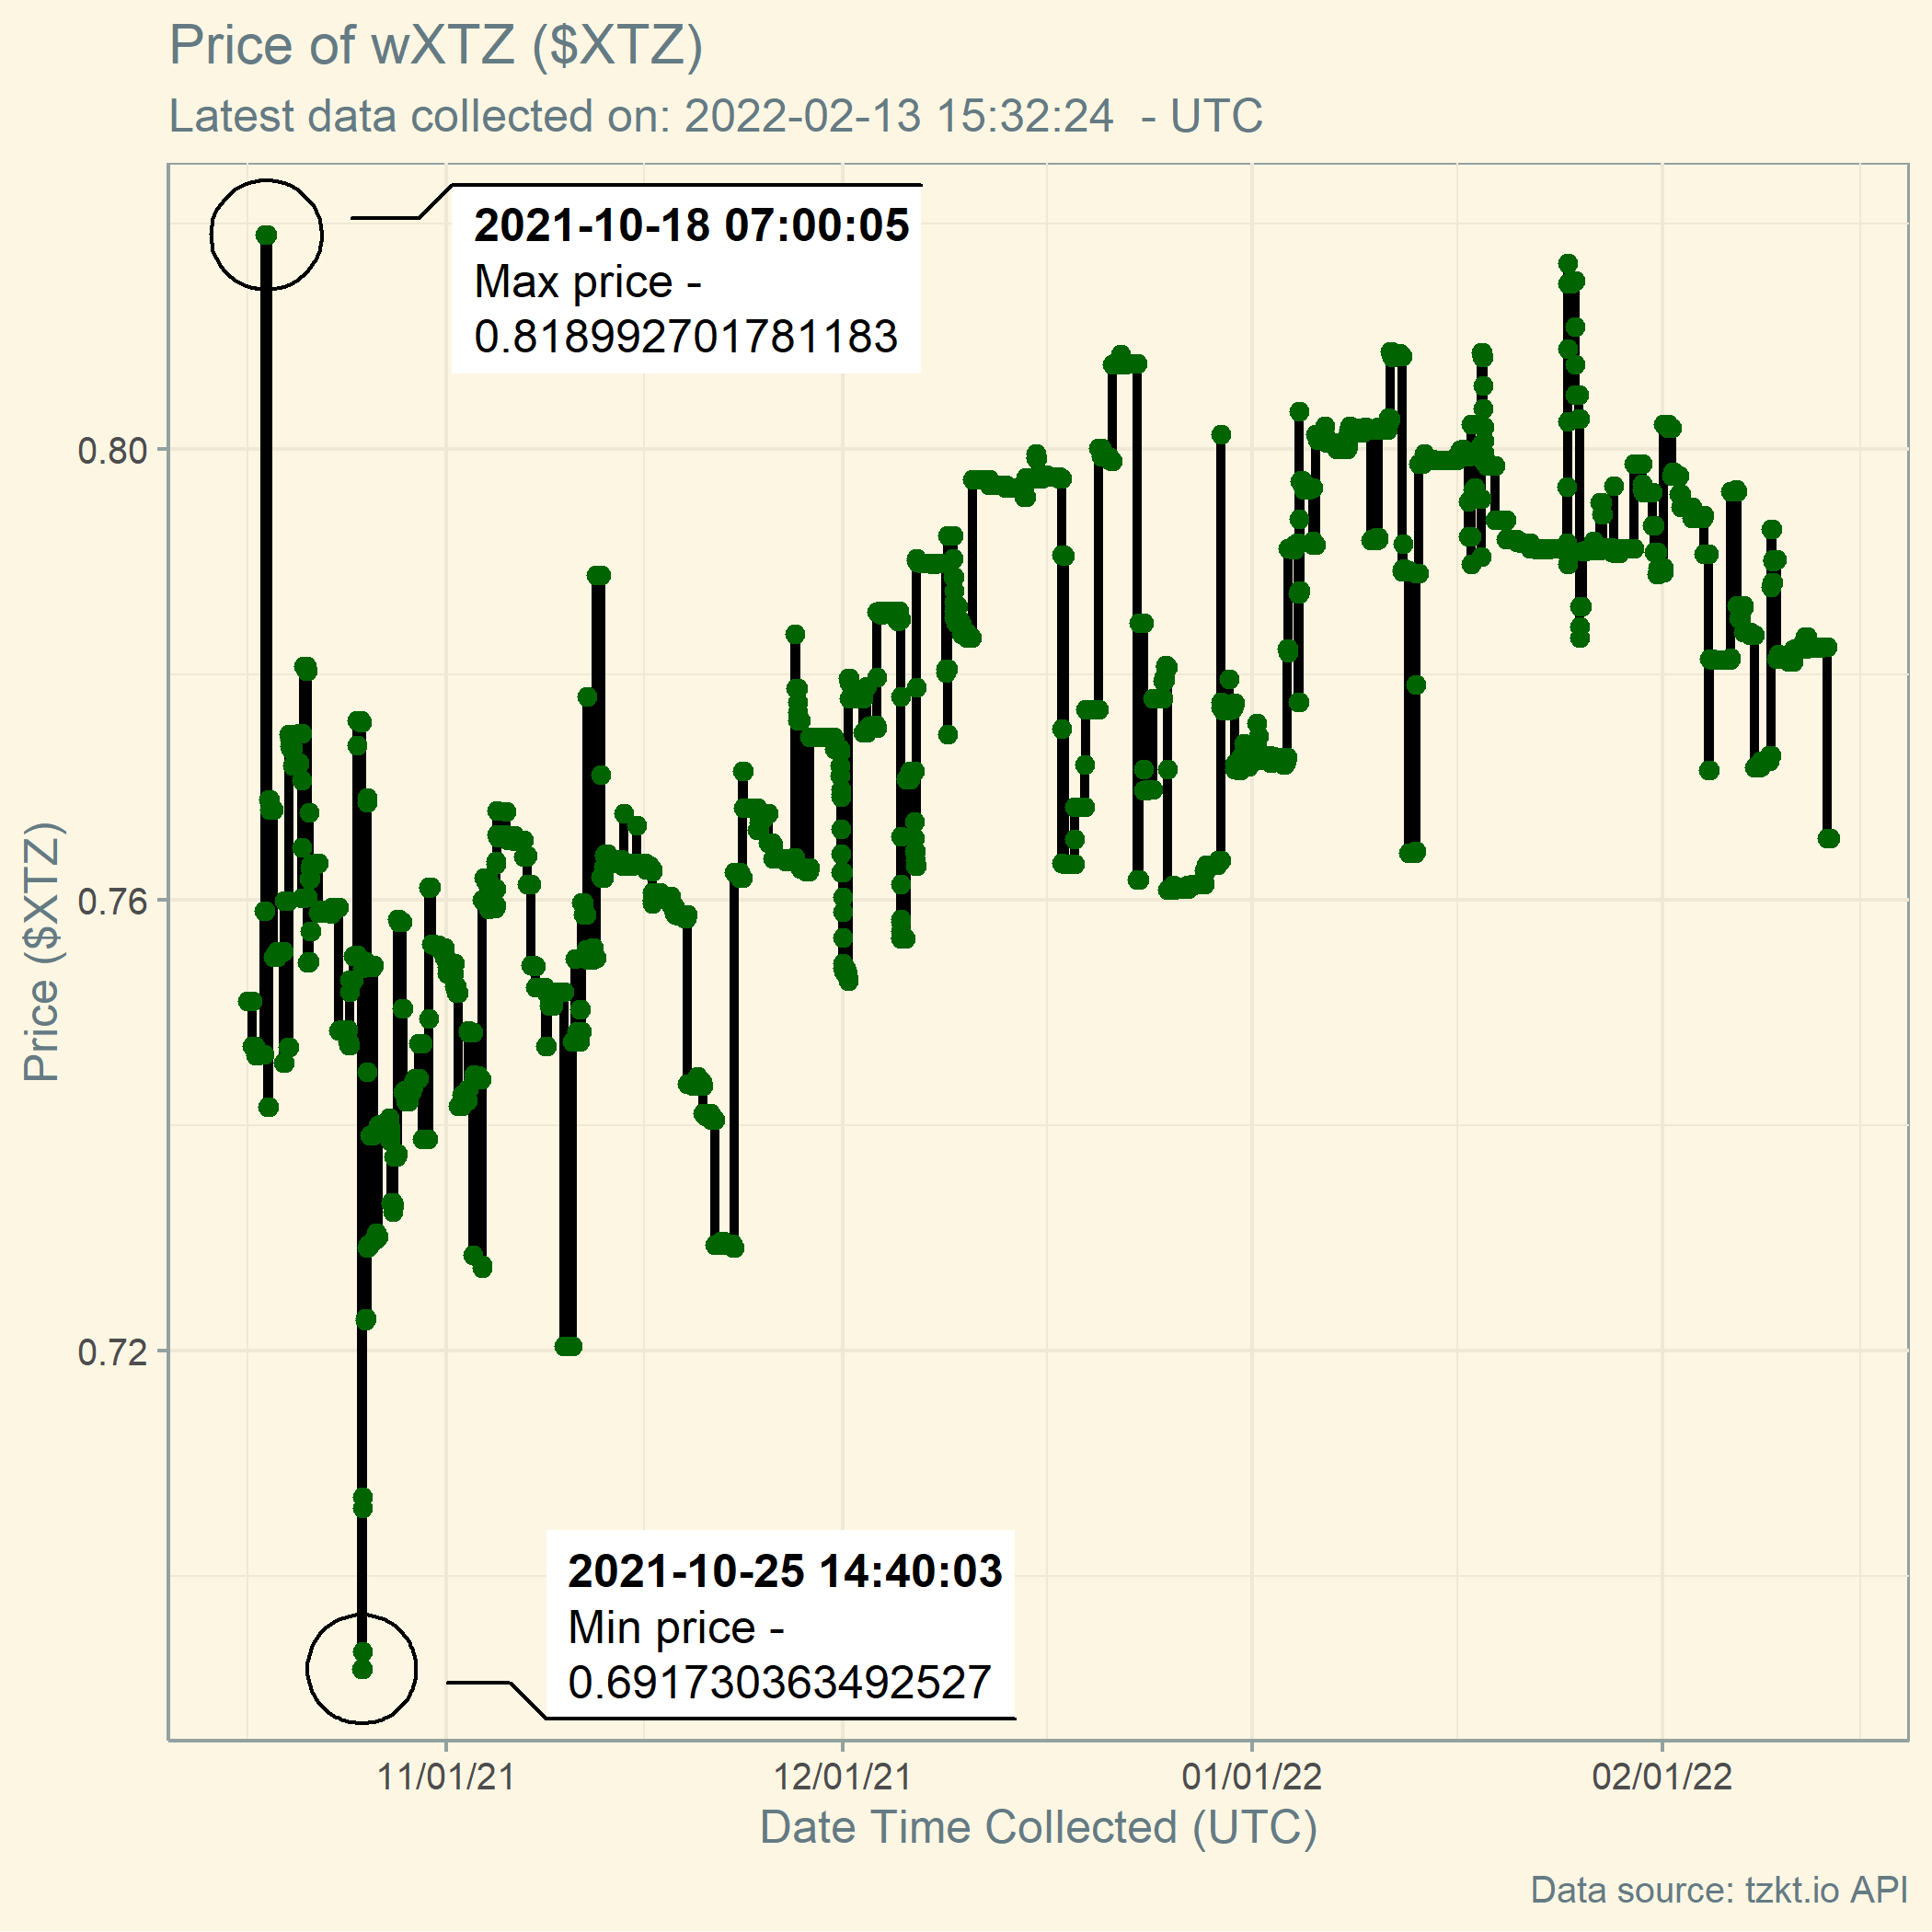 Price of wXTZ ($XTZ)
Latest data collected on: 2022-02-13 15:32:24  - UTC
2021-10-18 07:00:05
Max price -
0.818992701781183
0.80
0.76
0.72
Price ($XTZ)
2021-10-25 14:40:03
Min price -
0.691730363492527
11/01/21
12/01/21
01/01/22
02/01/22
Date Time Collected (UTC)
Data source: tzkt.io API